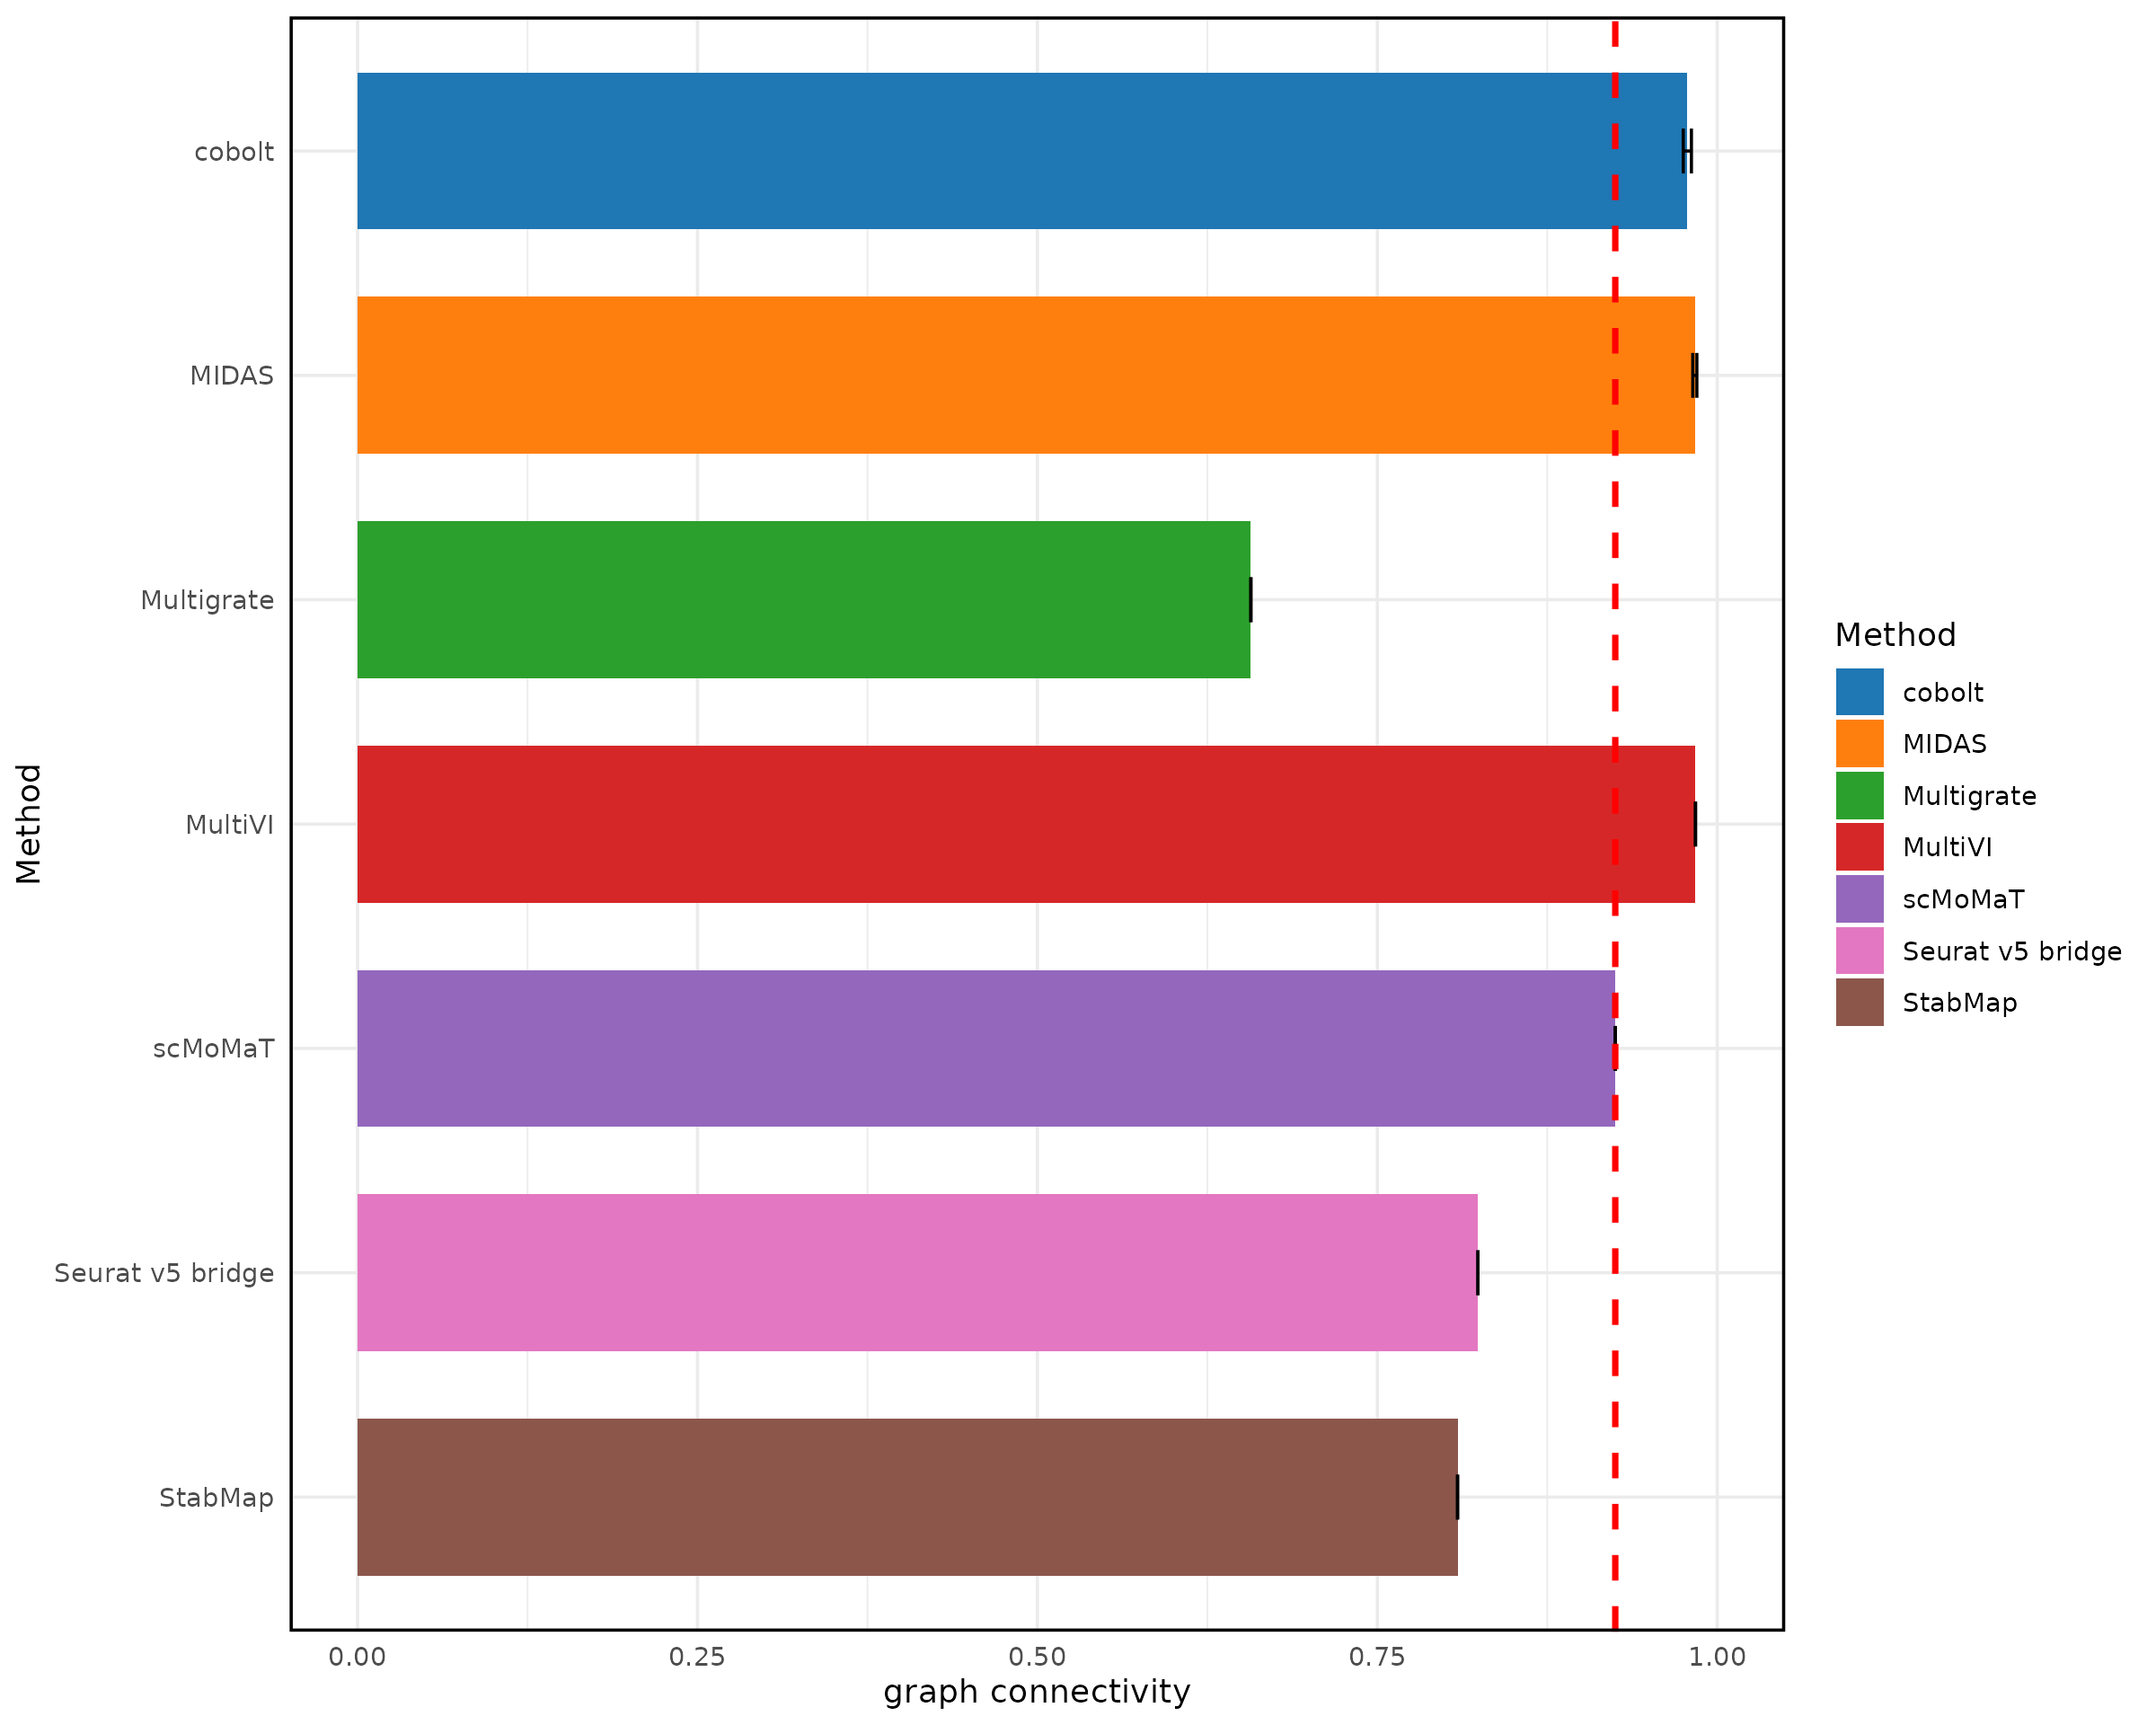 cobolt
MIDAS
Multigrate
MultiVI
scMoMaT
Seurat v5 bridge
StabMap
Method
0.00 0.25 0.50 0.75 1.00
graph connectivity
Method
cobolt
MIDAS
Multigrate
MultiVI
scMoMaT
Seurat v5 bridge
StabMap